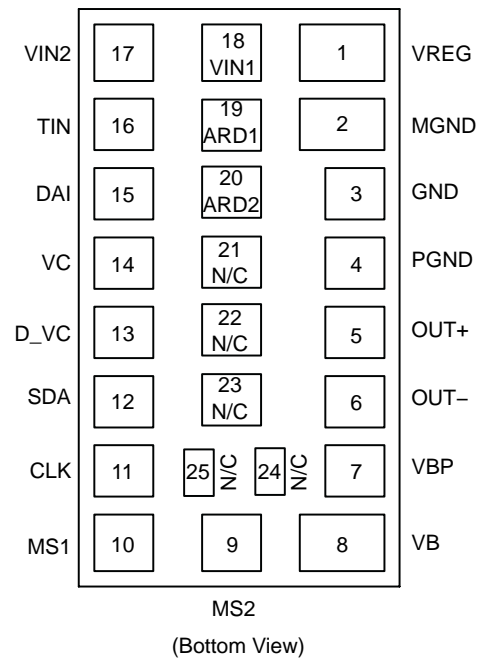 VIN2 17 18 VIN1 1 VREG
TIN 16 19 ARD1 2 MGND
DAI 15 20 ARD2 3 GND
VC 14 21 N/C 4 PGND
D_VC 13 22 N/C 5 OUT+
SDA 12 23 N/C 6 OUT−
CLK 11 25 N/C 24 N/C 7 VBP
MS1 10 9 8 VB
MS2
(Bottom View)